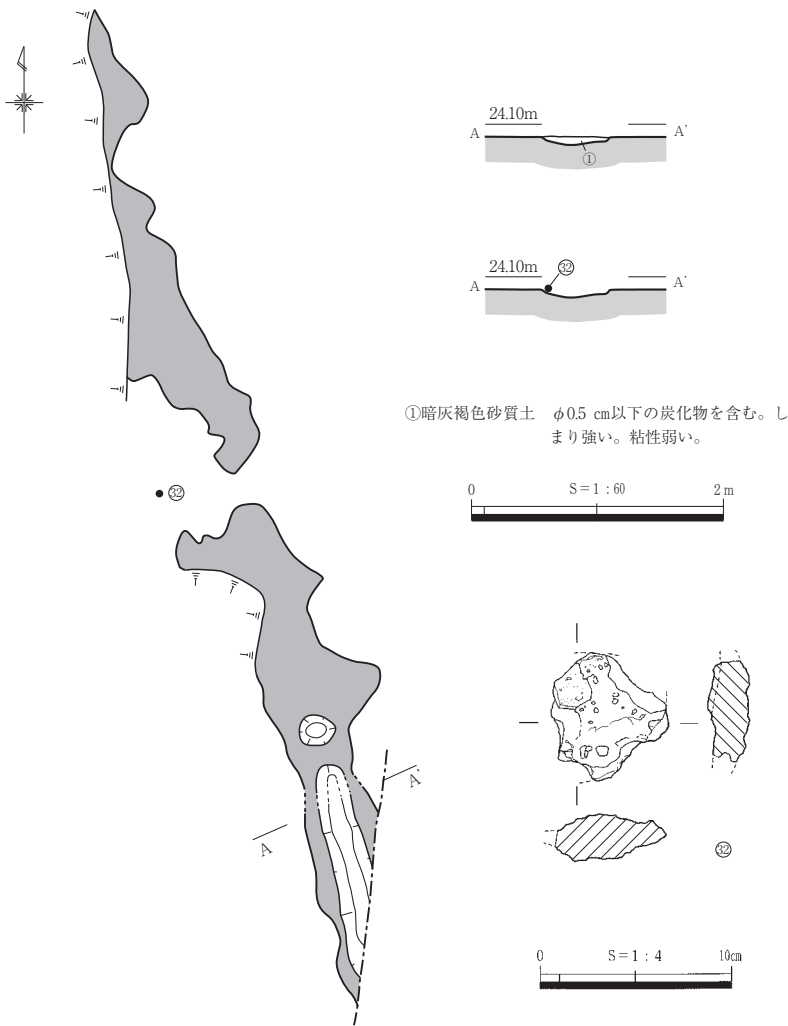 24.10m
A A′
①
24.10m ㉜
A A′
①暗灰褐色砂質土 φ0.5 ㎝以下の炭化物を含む。し
まり強い。粘性弱い。
0 S＝1：60 2m
㉜
A′
A
㉜
0 S＝1：4 10cm